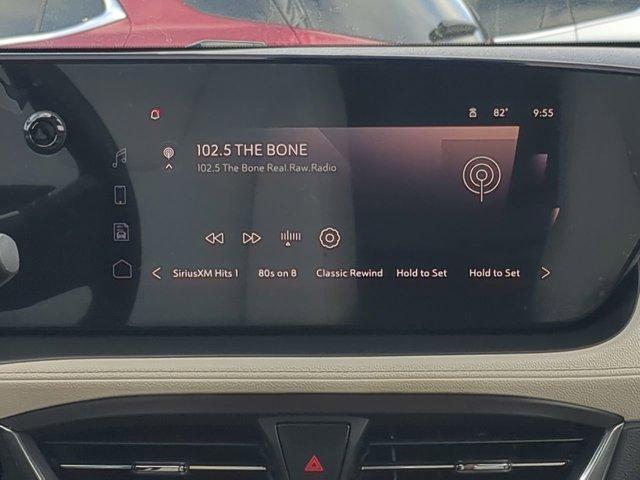 82° 9:55
102.5 THE BONE
102.5 The Bone Real.Raw.Radio
SiriusXM Hits 1 80s on 8 Classic Rewind Hold to Set Hold to Set